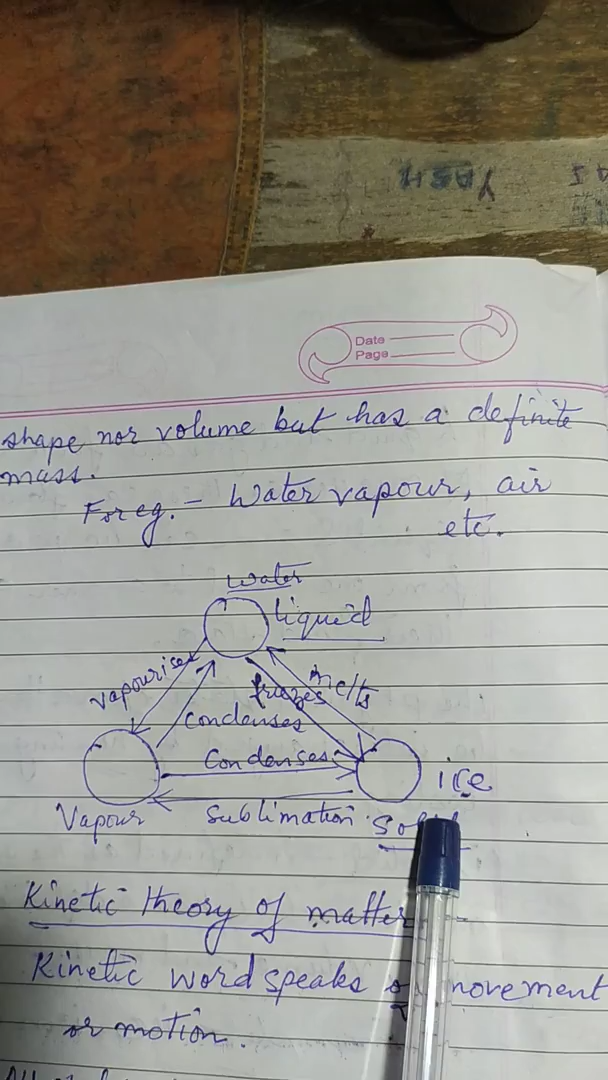 YASH
Date
Page
shape nor volume but has a definite
mass.
For eg. - Water vapour, air
etc.
water
liquid
vapourises
melts
freezes
condenses
Condenses
ice
Vapour
Sublimation
Kinetic theory of matter -
Kinetic word speaks movement
or motion.